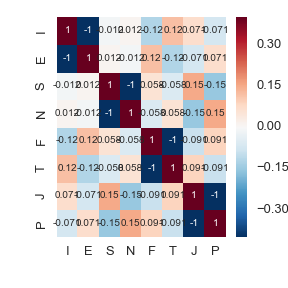 I 1 -1 -0.012 0.012 -0.12 0.12 0.071 -0.071
E -1 1 0.012 -0.012 0.12 -0.12 -0.071 0.071
S -0.012 0.012 1 -1 0.058 -0.058 0.15 -0.15
N 0.012 -0.012 -1 1 -0.058 0.058 -0.15 0.15
F -0.12 0.12 0.058 -0.058 1 -1 -0.091 0.091
T 0.12 -0.12 -0.058 0.058 -1 1 0.091 -0.091
J 0.071 -0.071 0.15 -0.15 -0.091 0.091 1 -1
P -0.071 0.071 -0.15 0.15 0.091 -0.091 -1 1
I E S N F T J P
0.30
0.15
0.00
−0.15
−0.30